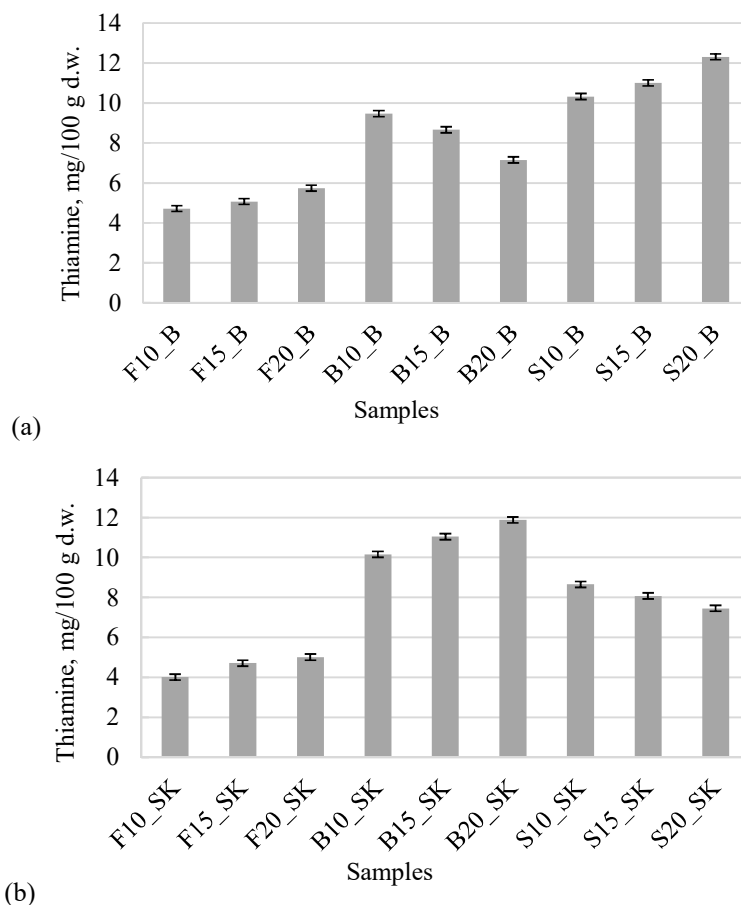 Thiamine, mg/100 g d.w.
14
12
10
8
6
4
2
0
F10_B
F15_B
F20_B
B10_B
B15_B
B20_B
S10_B
S15_B
S20_B
Samples
(a)
Thiamine, mg/100 g d.w.
14
12
10
8
6
4
2
0
F10_SK
F15_SK
F20_SK
B10_SK
B15_SK
B20_SK
S10_SK
S15_SK
S20_SK
Samples
(b)